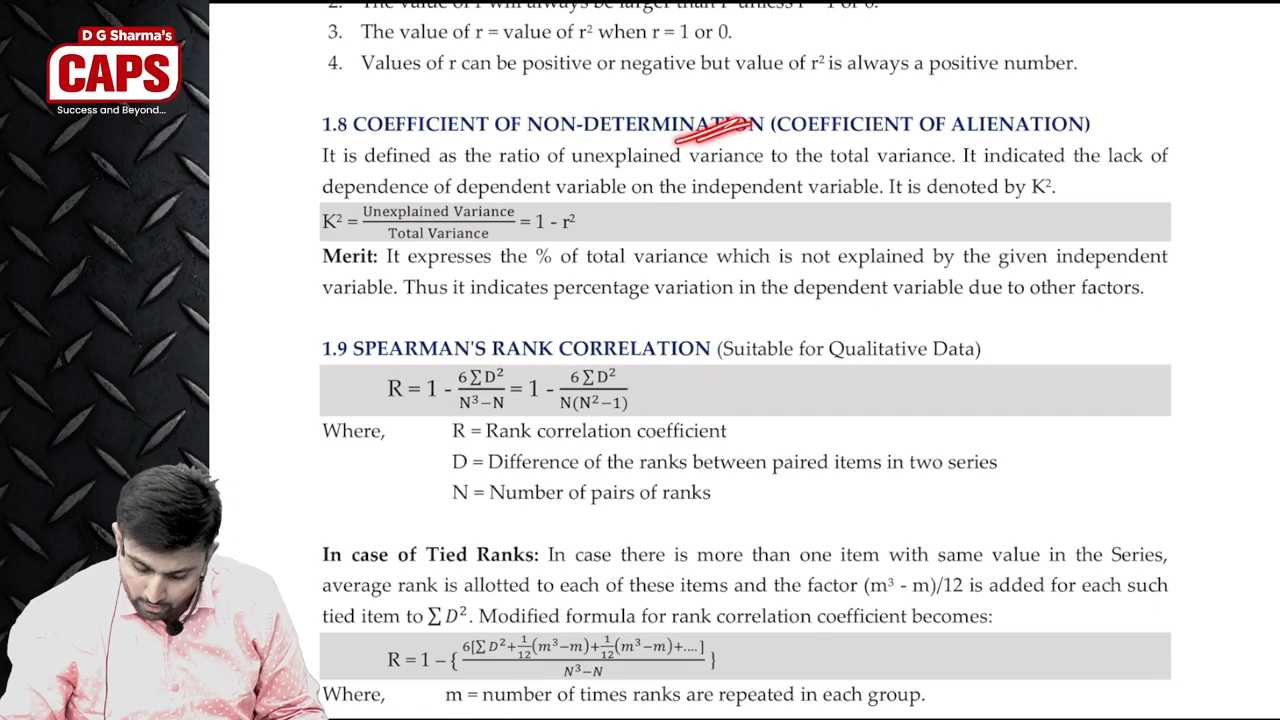 D G Sharma's
CAPS
Success and Beyond...
3. The value of r = value of r² when r = 1 or 0.
4. Values of r can be positive or negative but value of r² is always a positive number.
1.8 COEFFICIENT OF NON-DETERMINATION (COEFFICIENT OF ALIENATION)
It is defined as the ratio of unexplained variance to the total variance. It indicated the lack of
dependence of dependent variable on the independent variable. It is denoted by K².
K² = Unexplained Variance / Total Variance = 1 - r²
Merit: It expresses the % of total variance which is not explained by the given independent
variable. Thus it indicates percentage variation in the dependent variable due to other factors.
1.9 SPEARMAN'S RANK CORRELATION (Suitable for Qualitative Data)
R = 1 - 6∑D² / N³−N = 1 - 6∑D² / N(N²−1)
Where, R = Rank correlation coefficient
D = Difference of the ranks between paired items in two series
N = Number of pairs of ranks
In case of Tied Ranks: In case there is more than one item with same value in the Series,
average rank is allotted to each of these items and the factor (m³ - m)/12 is added for each such
tied item to ∑D². Modified formula for rank correlation coefficient becomes:
R = 1 – { 6[∑D²+1/12(m³−m)+1/12(m³−m)+....] / N³−N }
Where, m = number of times ranks are repeated in each group.